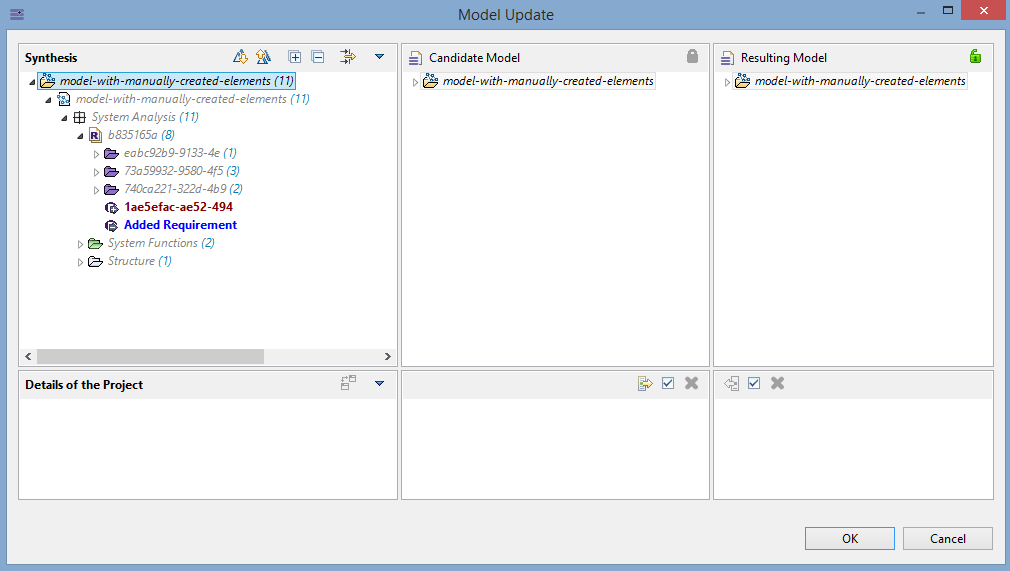 Model Update
Synthesis
model-with-manually-created-elements (11)
model-with-manually-created-elements (11)
System Analysis (11)
b835165a (8)
eabc92b9-9133-4e (1)
73a59932-9580-4f5 (3)
740ca221-322d-4b9 (2)
1ae5efac-ae52-494
Added Requirement
System Functions (2)
Structure (1)
Candidate Model
model-with-manually-created-elements
Resulting Model
model-with-manually-created-elements
Details of the Project
OK
Cancel